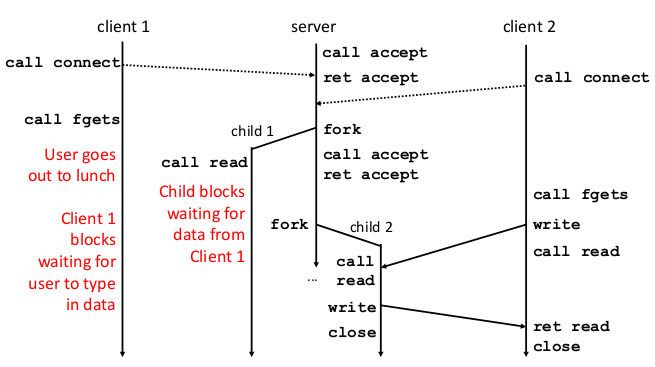 client 1
server
client 2
call connect
call accept
ret accept
call connect
call fgets
child 1
fork
call read
call accept
ret accept
User goes
out to lunch
Child blocks
waiting for
data from
Client 1
Client 1
blocks
waiting for
user to type
in data
fork
child 2
call fgets
write
call read
...
call
read
write
close
ret read
close